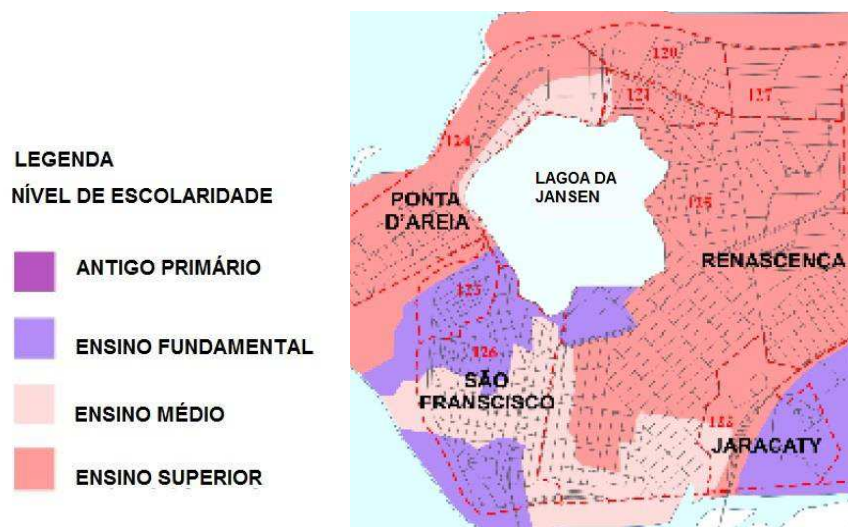 LEGENDA
NÍVEL DE ESCOLARIDADE
ANTIGO PRIMÁRIO
ENSINO FUNDAMENTAL
ENSINO MÉDIO
ENSINO SUPERIOR
120
121
127
124
LAGOA DA
JANSEN
PONTA
D'AREIA
RENASCENÇA
126
SÃO
FRANSCISCO
JARACATY